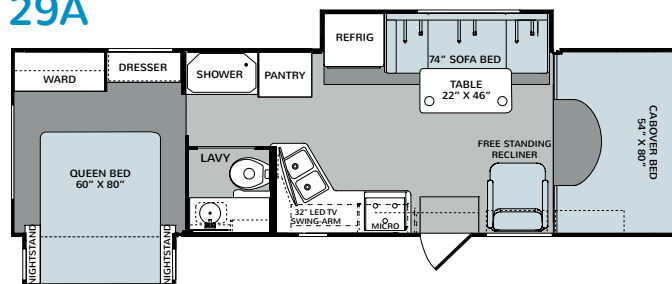 29A
REFRIG
74" SOFA BED
DRESSER
WARD
SHOWER
PANTRY
TABLE
22" X 46"
CABOVER BED
54" X 80"
FREE STANDING
RECLINER
LAVY
QUEEN BED
60" X 80"
32" LED TV
SWING-ARM
MICRO
NIGHTSTAND
NIGHTSTAND